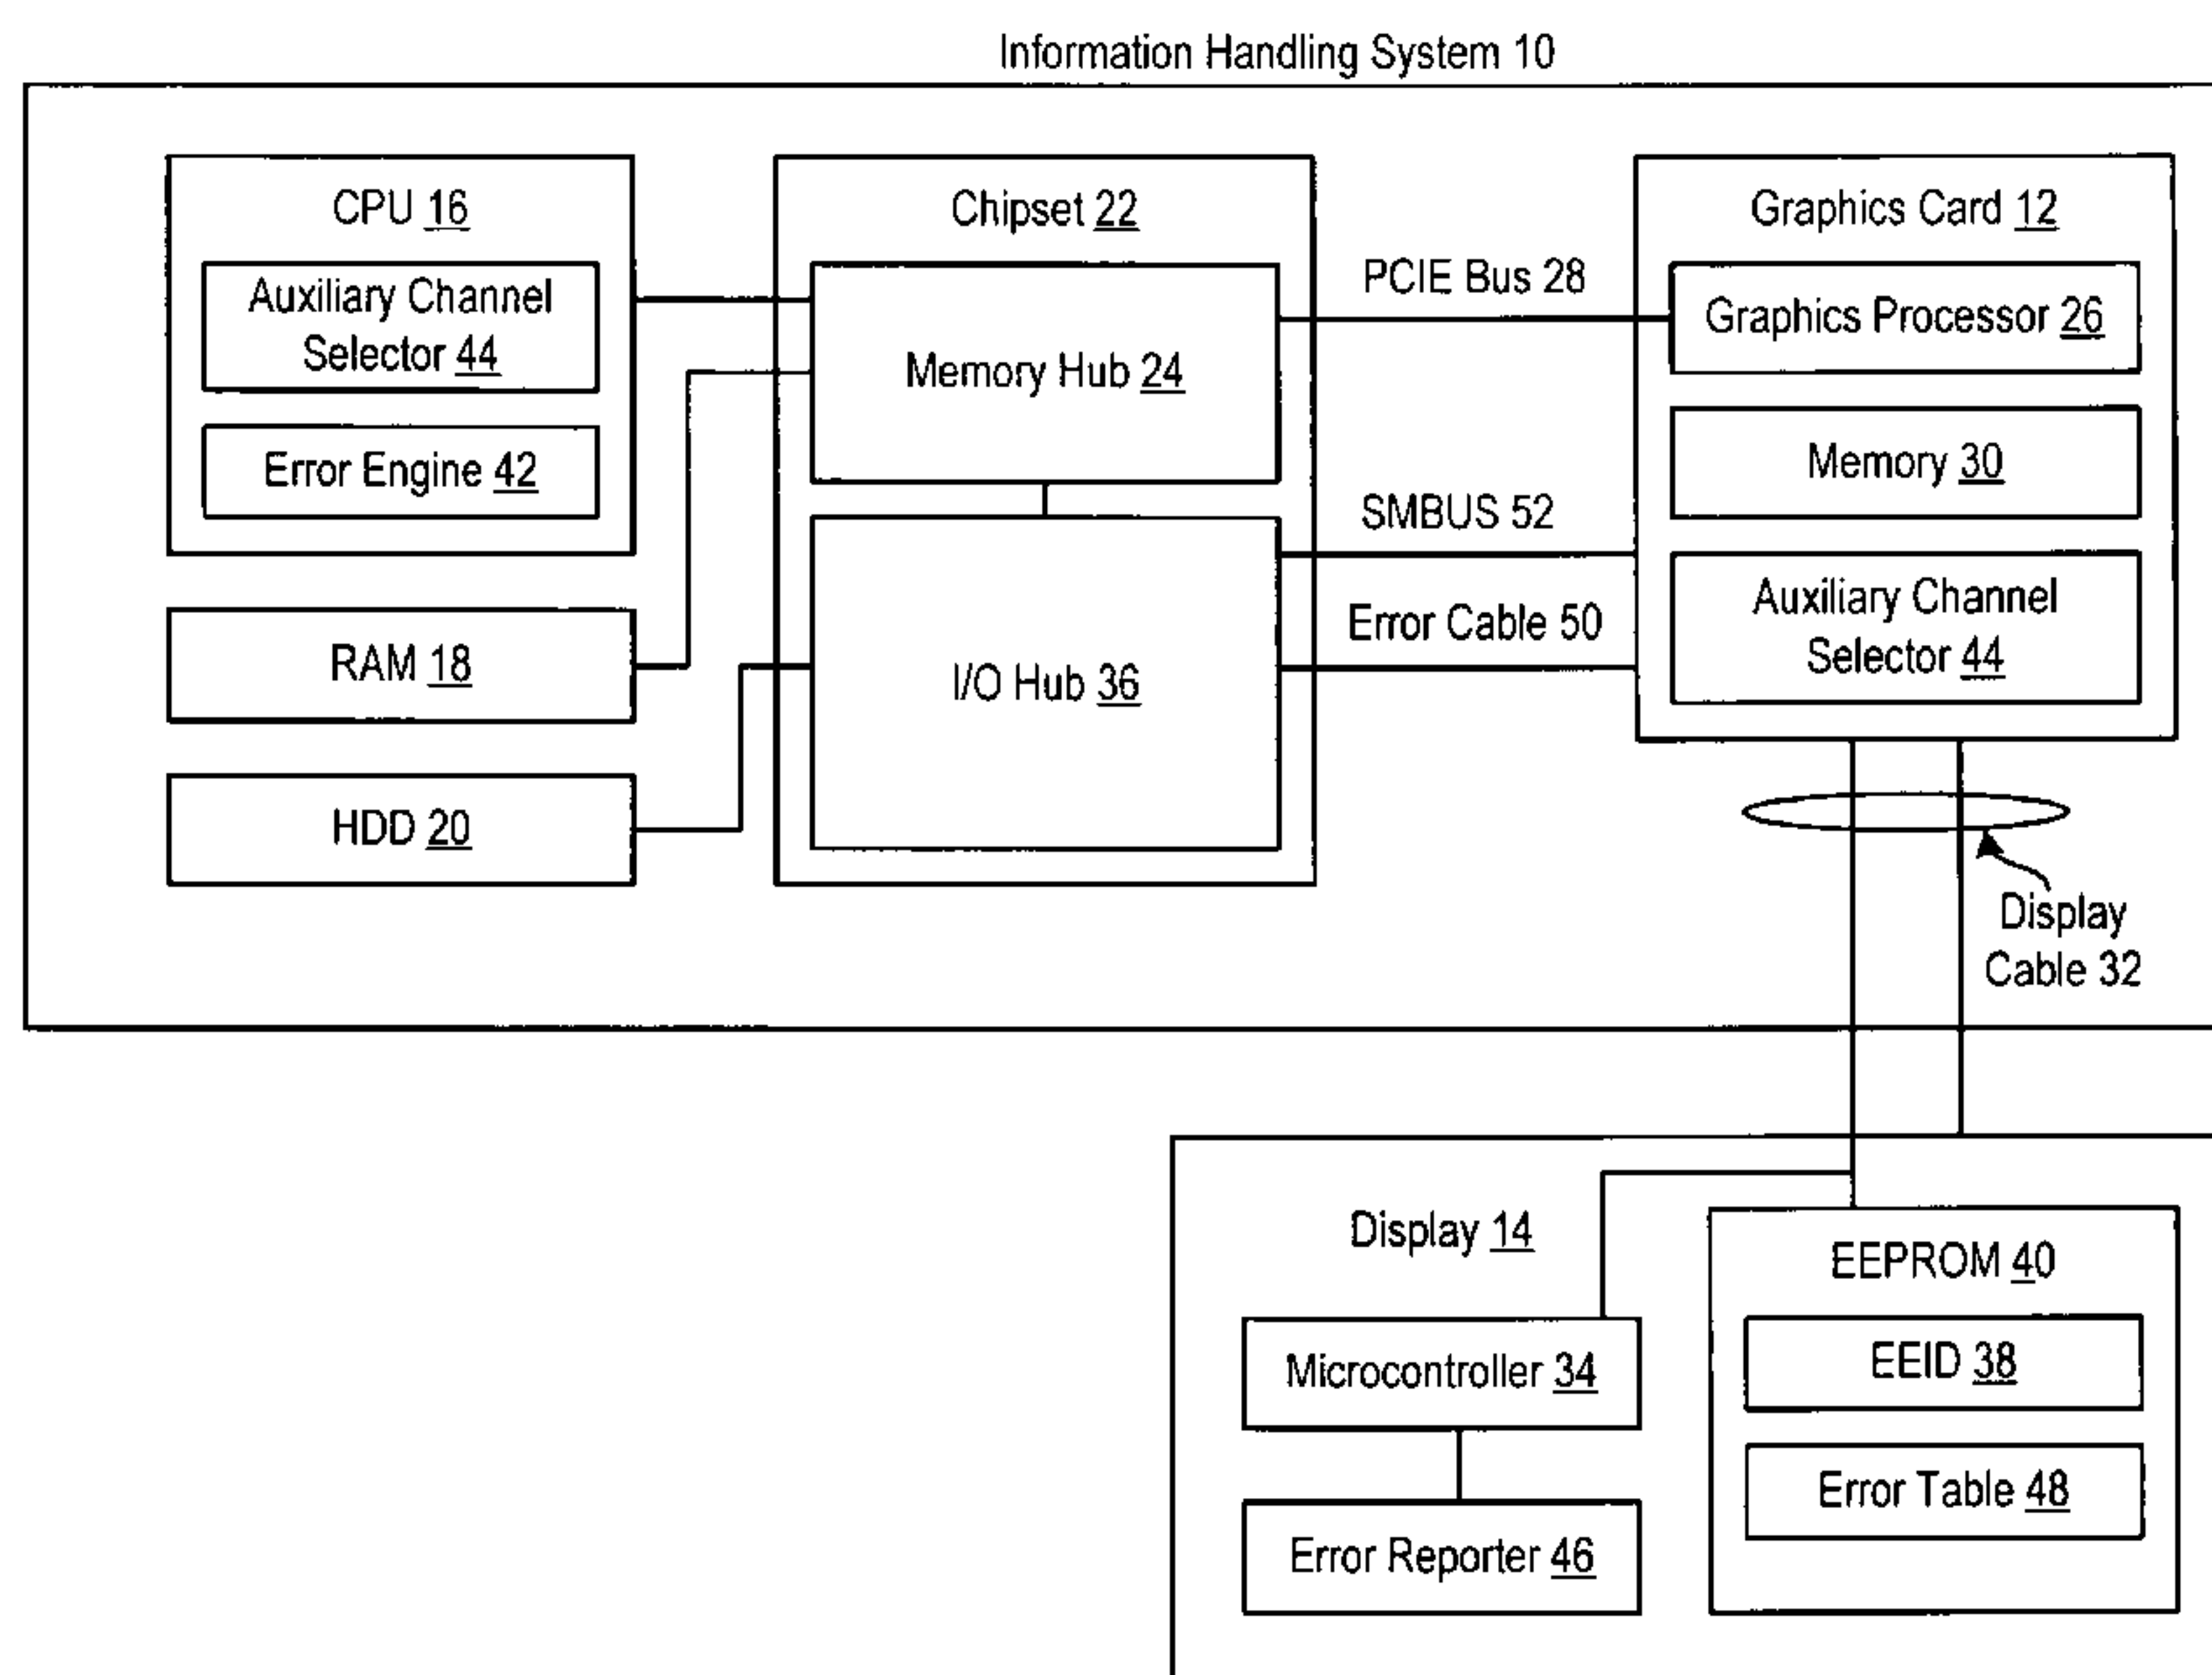 Information Handling System 10
CPU 16
Auxiliary Channel
Selector 44
Error Engine 42
RAM 18
HDD 20
Chipset 22
Memory Hub 24
I/O Hub 36
PCIE Bus 28
SMBUS 52
Error Cable 50
Graphics Card 12
Graphics Processor 26
Memory 30
Auxiliary Channel
Selector 44
Display
Cable 32
Display 14
Microcontroller 34
Error Reporter 46
EEPROM 40
EEID 38
Error Table 48